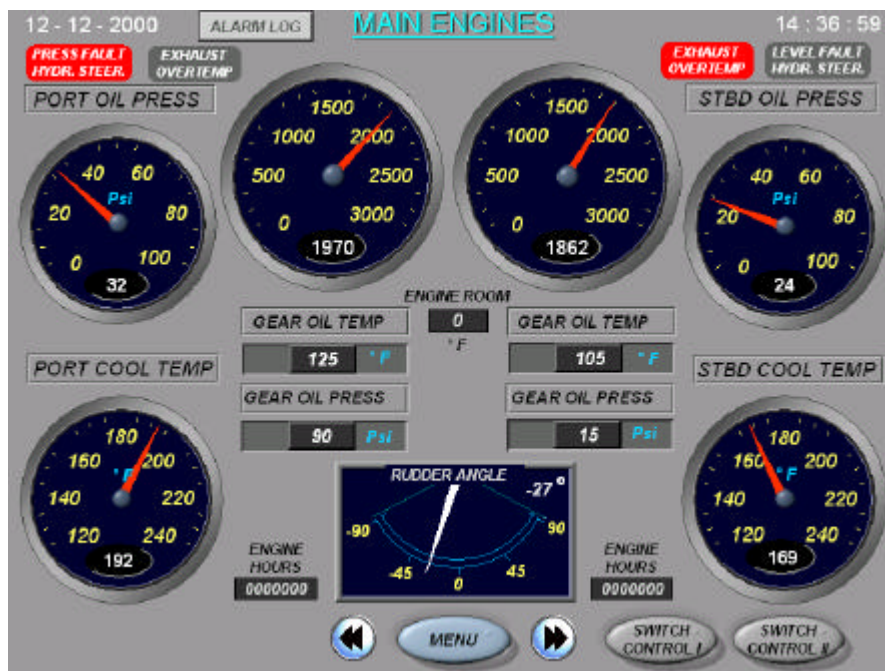 12 - 12 - 2000
ALARM LOG
MAIN ENGINES
14 : 36 : 59
PRESS FAULT
HYDR. STEER.
EXHAUST
OVERTEMP
EXHAUST
OVERTEMP
LEVEL FAULT
HYDR. STEER.
PORT OIL PRESS
STBD OIL PRESS
0 20 40 60 80 100
Psi
32
0 500 1000 1500 2000 2500 3000
1970
0 500 1000 1500 2000 2500 3000
1862
0 20 40 60 80 100
Psi
24
ENGINE ROOM
0
° F
GEAR OIL TEMP
125 ° F
GEAR OIL TEMP
105 ° F
GEAR OIL PRESS
90 Psi
GEAR OIL PRESS
15 Psi
PORT COOL TEMP
120 140 160 180 200 220 240
° F
192
STBD COOL TEMP
120 140 160 180 200 220 240
° F
169
RUDDER ANGLE
-27 °
-90 -45 0 45 90
ENGINE
HOURS
0000000
ENGINE
HOURS
0000000
MENU
SWITCH
CONTROL I
SWITCH
CONTROL II